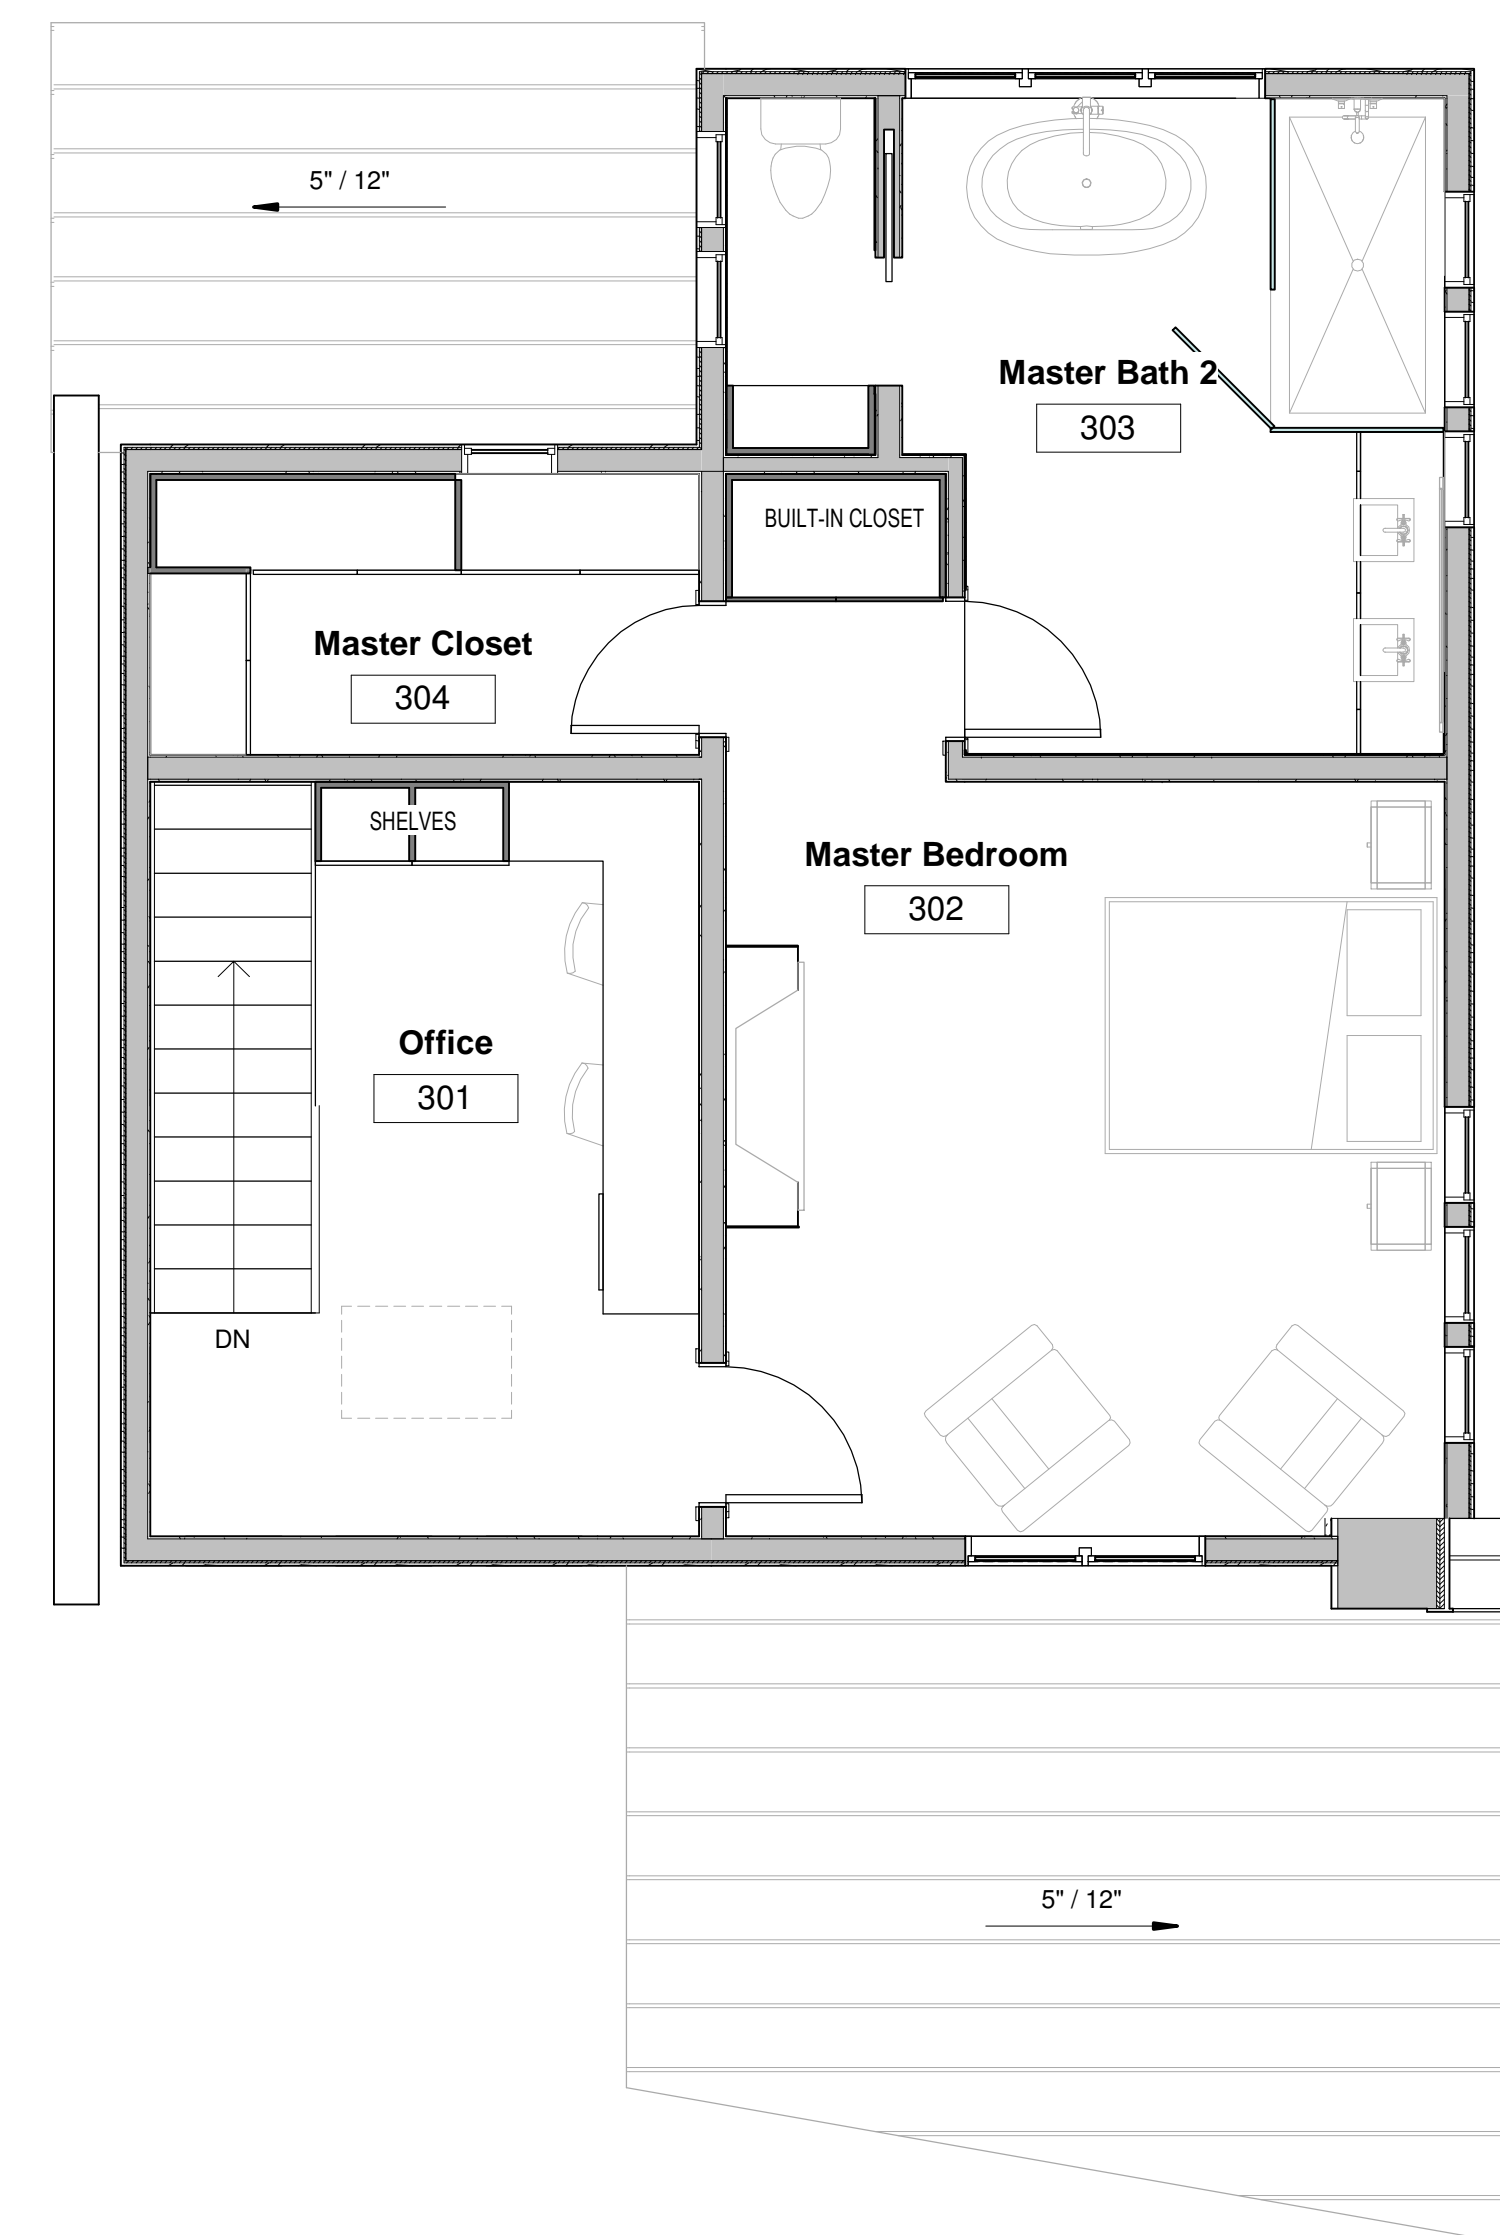 5" / 12"
Master Bath 2
303
BUILT-IN CLOSET
Master Closet
304
SHELVES
Master Bedroom
302
Office
301
DN
5" / 12"